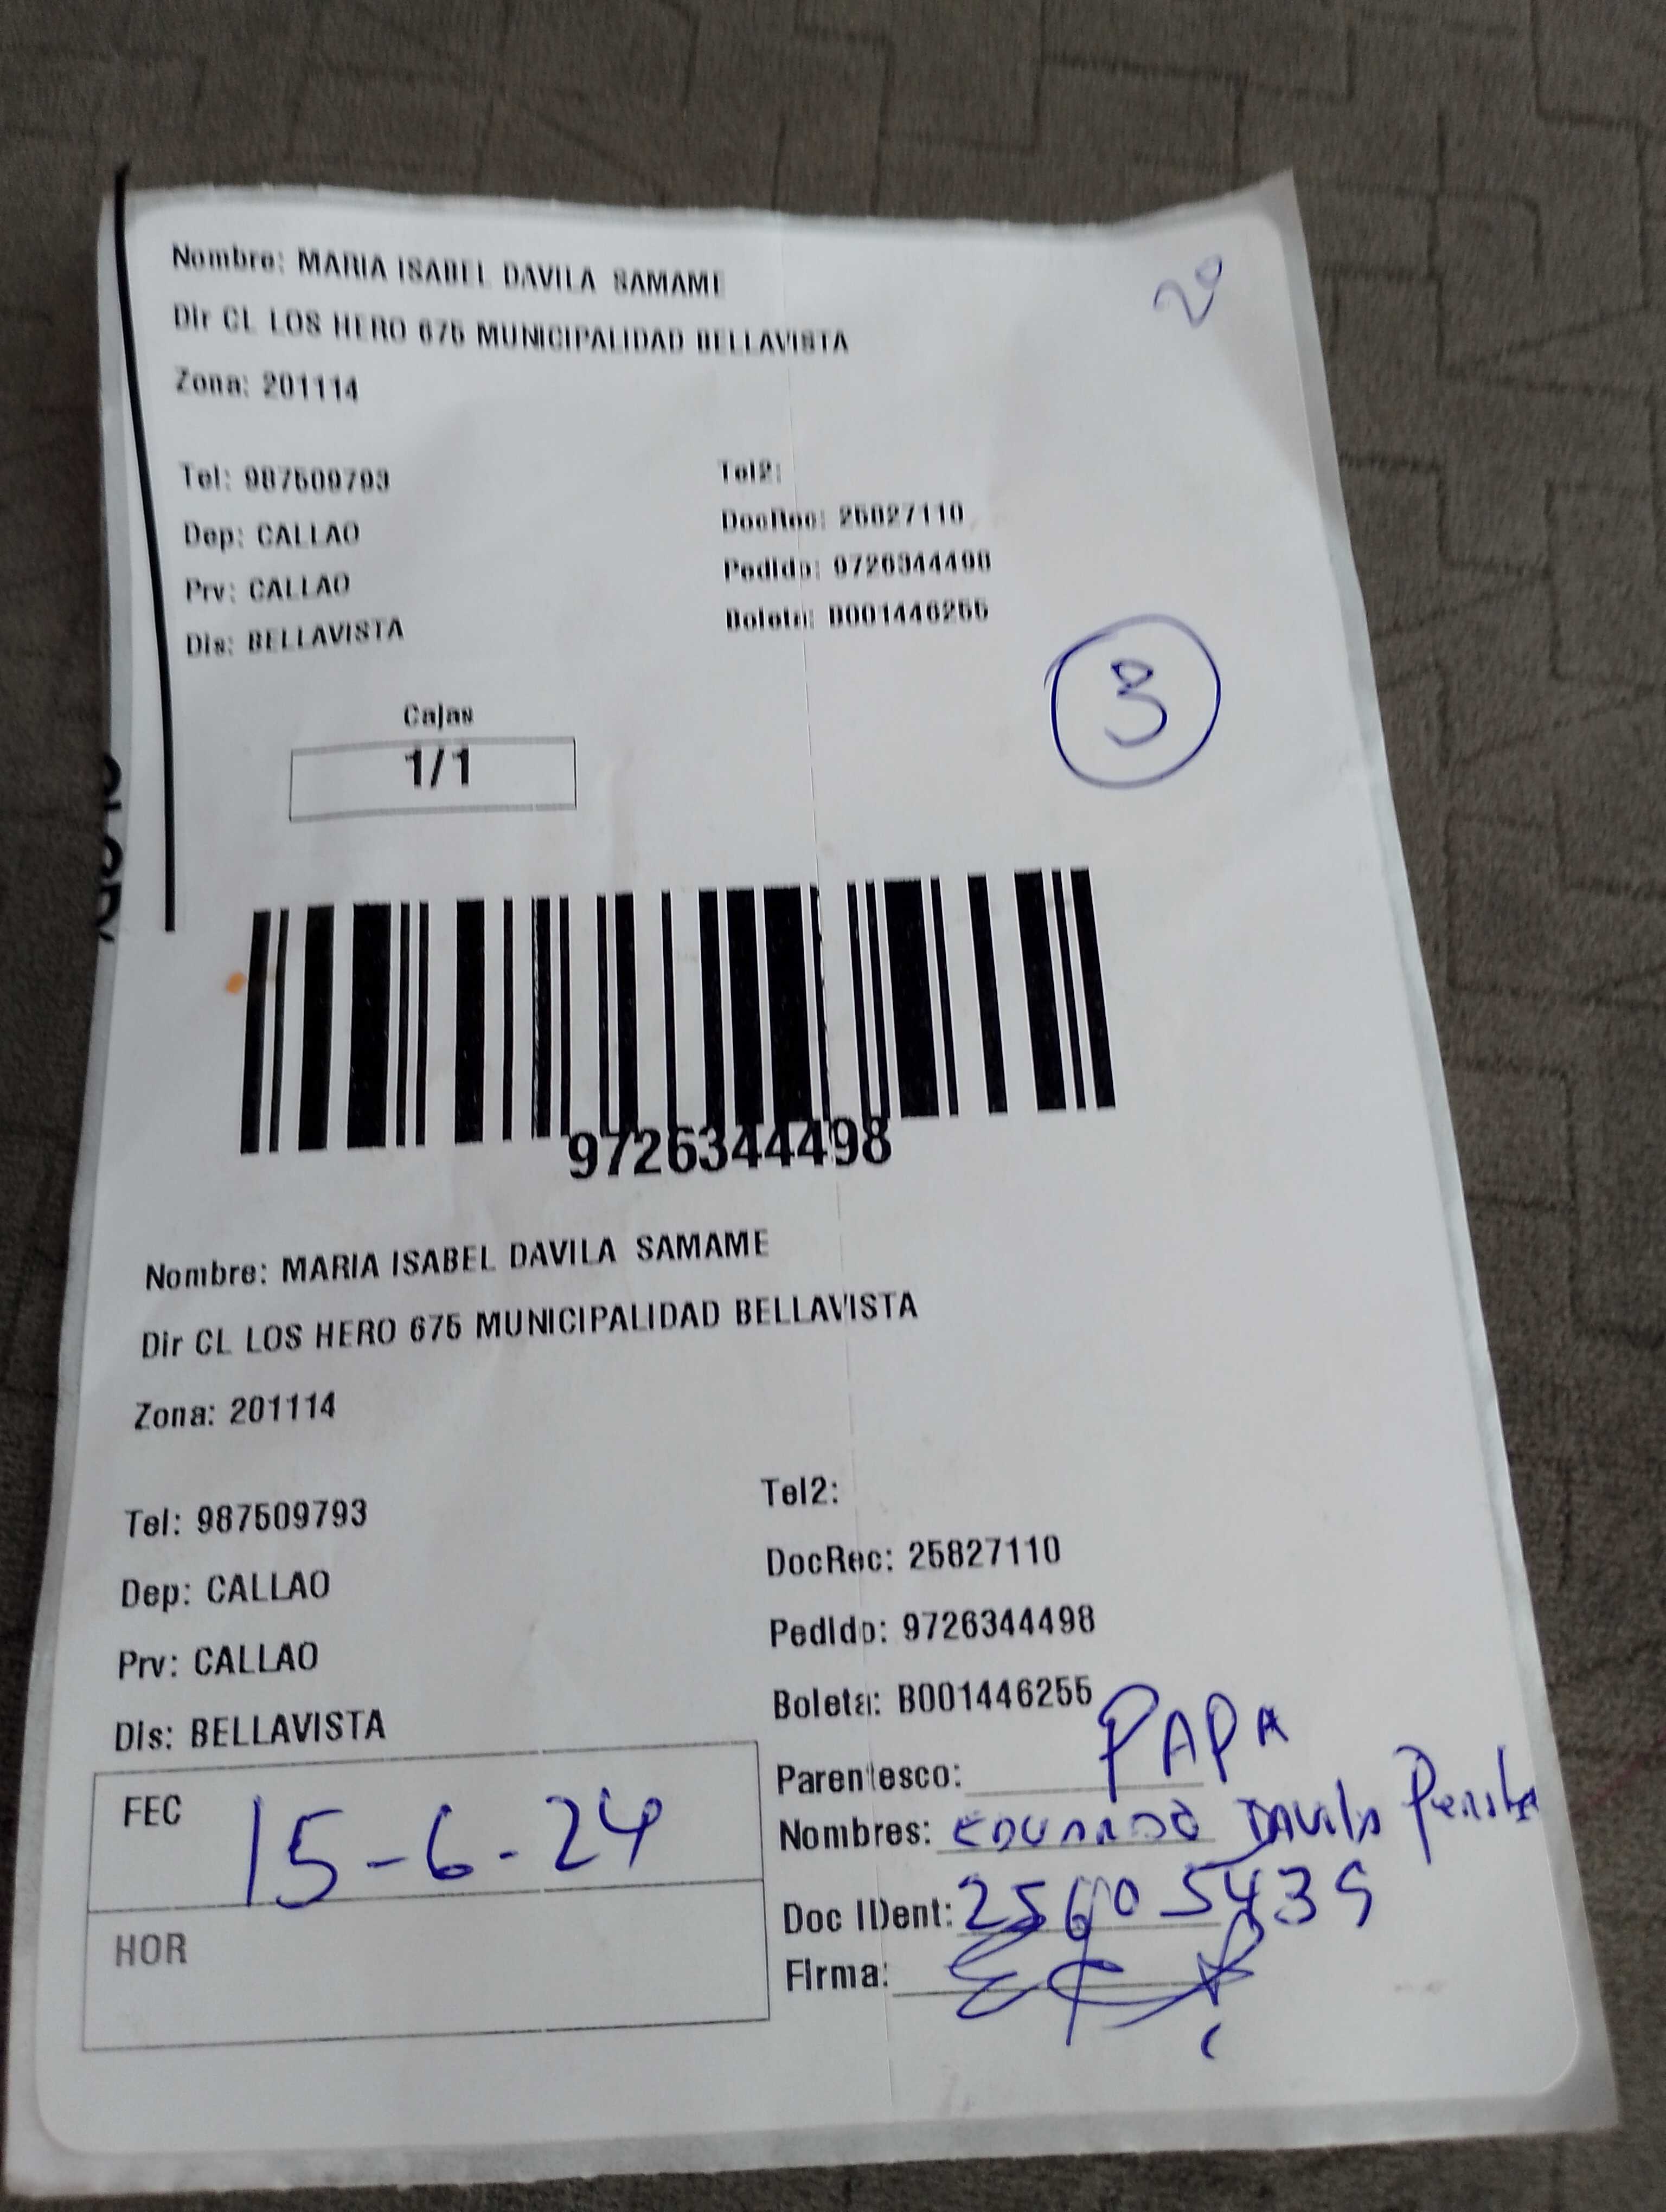 Nombre: MARIA ISABEL DAVILA SAMAME
Dir CL LOS HERO 675 MUNICIPALIDAD BELLAVISTA
Zona: 201114
Tel: 987509793 Tel2:
Dep: CALLAO DocRec: 25827110
Prv: CALLAO Pedido: 9726344498
Dis: BELLAVISTA Boleta: B001446255
Cajas
1/1
3
9726344498
Nombre: MARIA ISABEL DAVILA SAMAME
Dir CL LOS HERO 675 MUNICIPALIDAD BELLAVISTA
Zona: 201114
Tel: 987509793 Tel2:
Dep: CALLAO DocRec: 25827110
Prv: CALLAO Pedido: 9726344498
Dis: BELLAVISTA Boleta: B001446255
FEC 15-6-24
HOR
Parentesco: PAPA
Nombres: EDUARDO DAVILA
Doc IDent: 25605439
Firma: